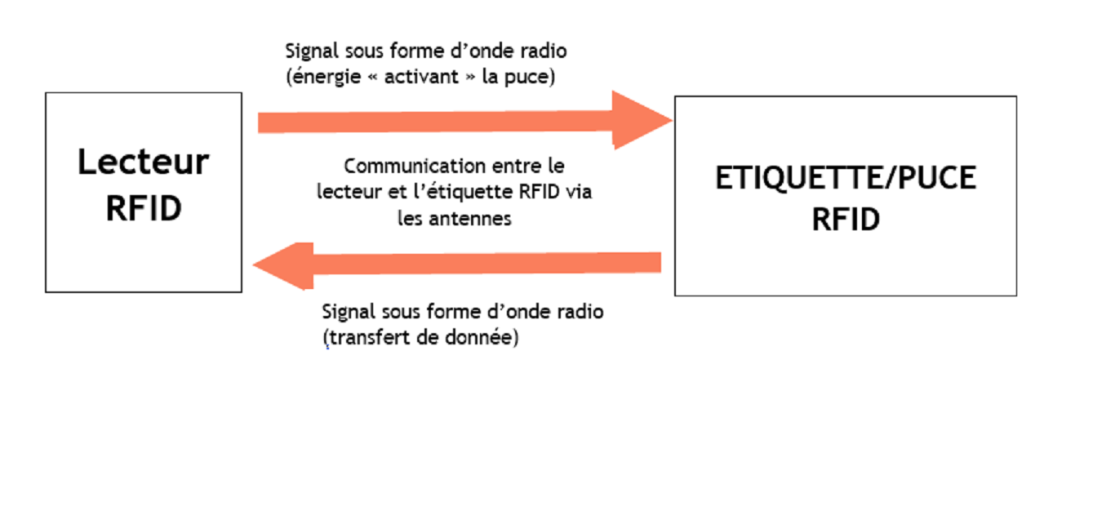 Signal sous forme d’onde radio
(énergie « activant » la puce)
Lecteur
RFID
Communication entre le
lecteur et l’étiquette RFID via
les antennes
ETIQUETTE/PUCE
RFID
Signal sous forme d’onde radio
(transfert de donnée)